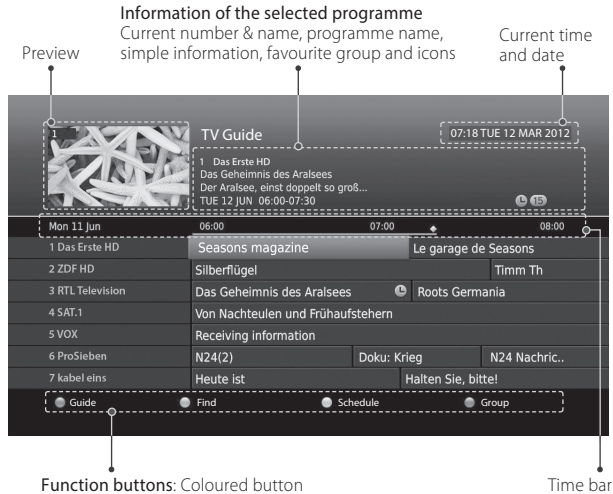 Information of the selected programme
Current number & name, programme name,
simple information, favourite group and icons
Preview
Current time
and date
1
TV Guide
07:18 TUE 12 MAR 2012
1 Das Erste HD
Das Geheimnis des Aralsees
Der Aralsee, einst doppelt so groß...
TUE 12 JUN 06:00-07:30
15
Mon 11 Jun 06:00 07:00 08:00
1 Das Erste HD Seasons magazine Le garage de Seasons
2 ZDF HD Silberflügel Timm Th
3 RTL Television Das Geheimnis des Aralsees Roots Germania
4 SAT.1 Von Nachteulen und Frühaufstehern
5 VOX Receiving information
6 ProSieben N24(2) Doku: Krieg N24 Nachric..
7 kabel eins Heute ist Halten Sie, bitte!
Guide Find Schedule Group
Function buttons: Coloured button
Time bar